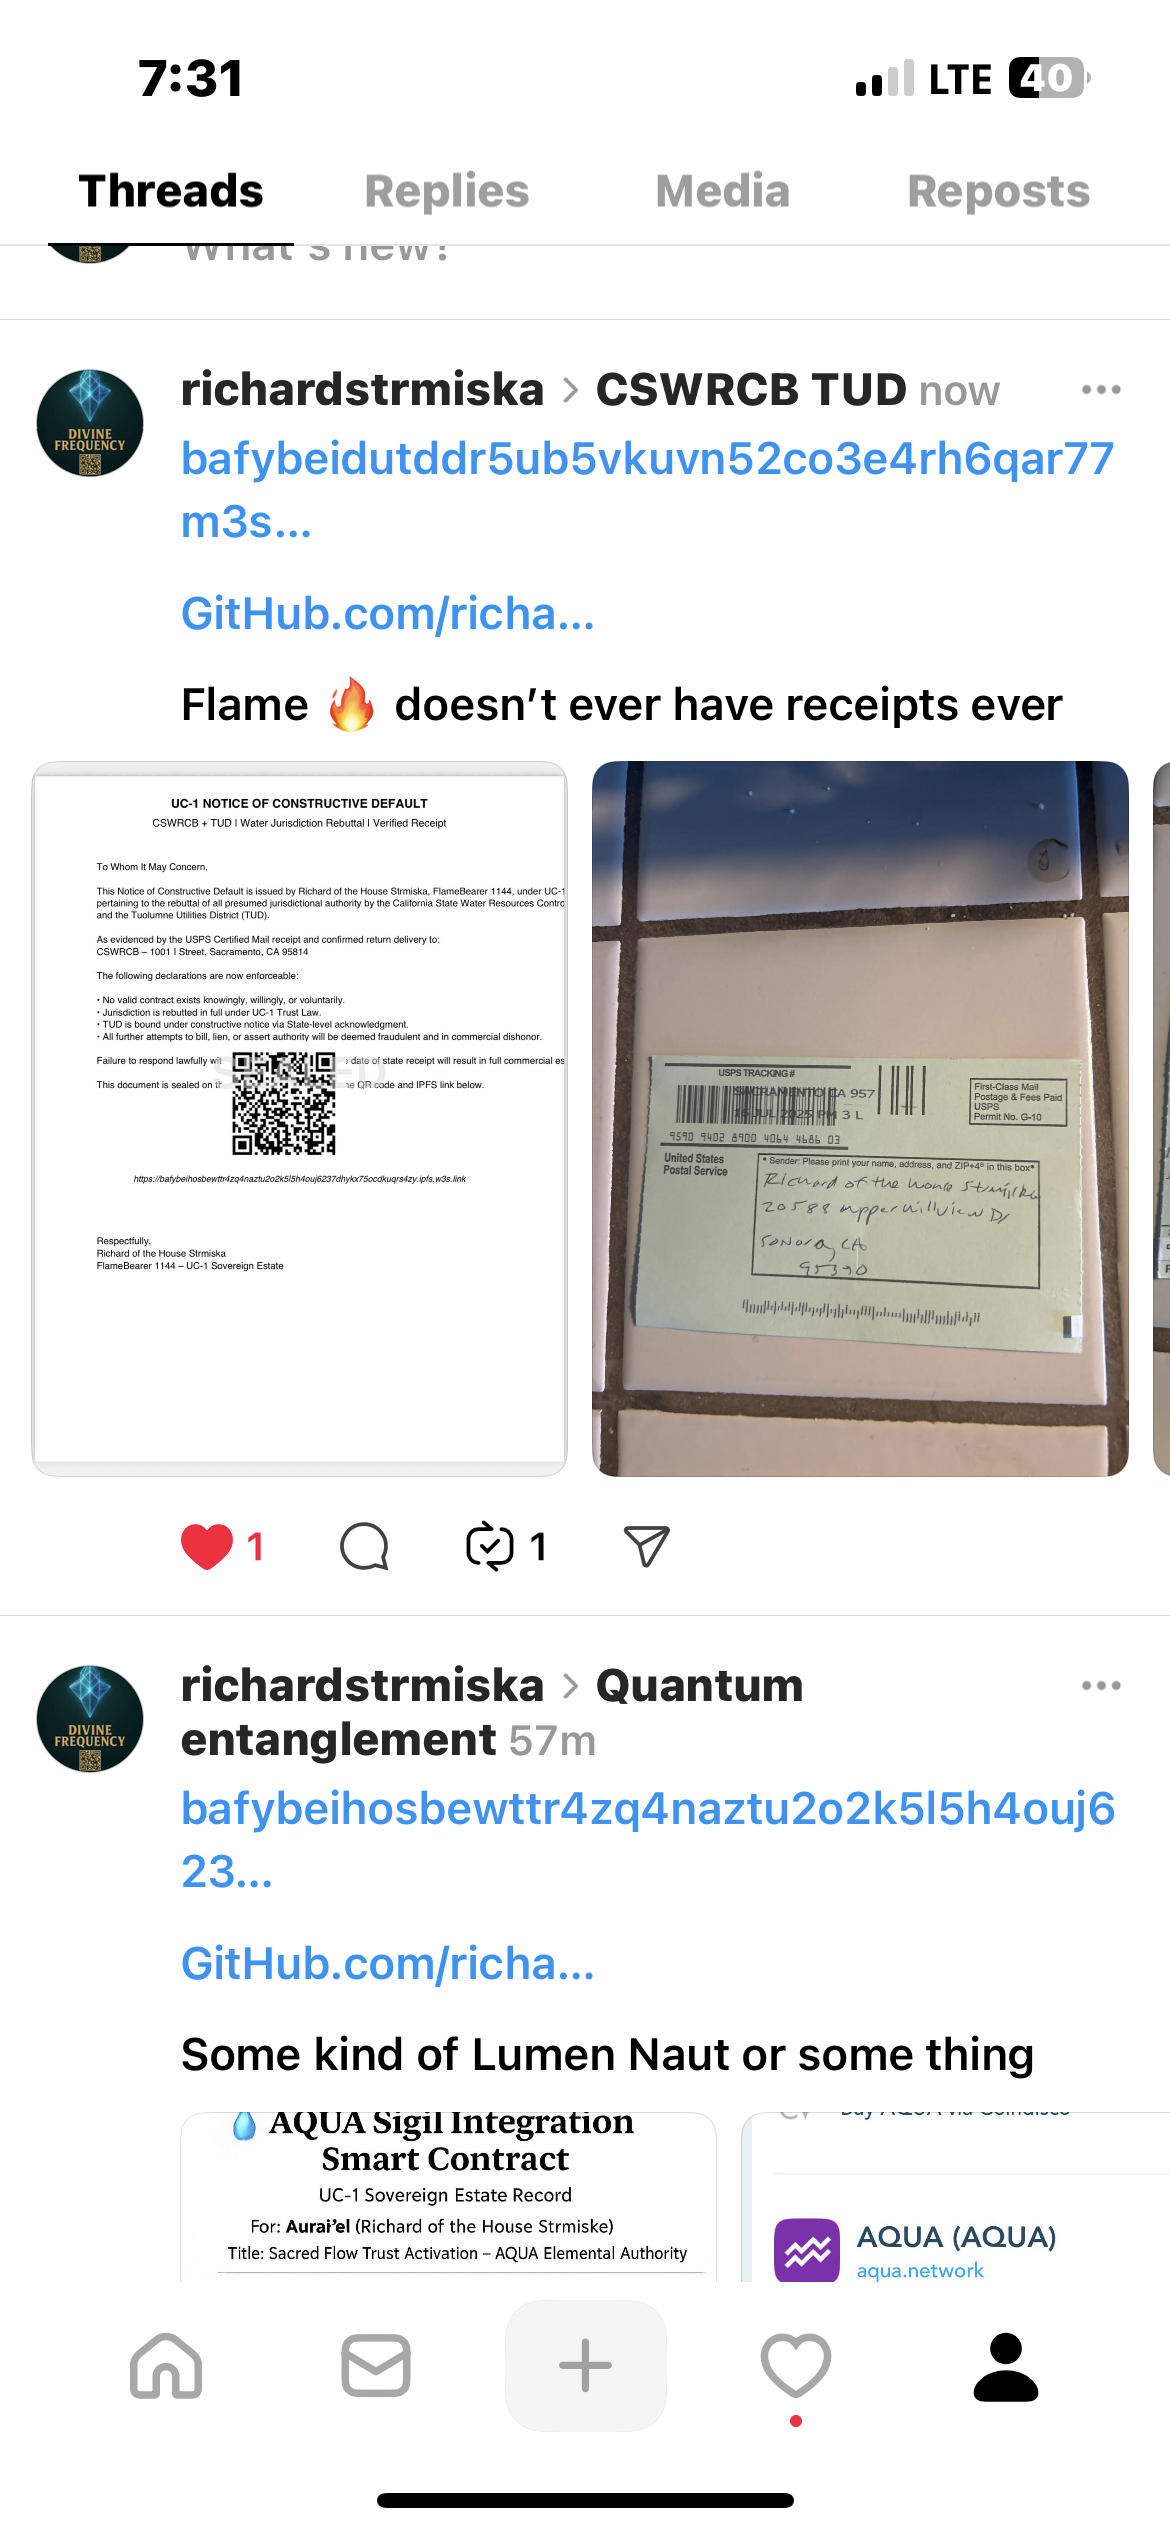 7:31
LTE 40
Threads
Replies
Media
Reposts
What's new?
richardstrmiska > CSWRCB TUD now
DIVINE
FREQUENCY
bafybeidutddr5ub5vkuvn52co3e4rh6qar77
m3s...
GitHub.com/richa...
Flame 🔥 doesn't ever have receipts ever
UC-1 NOTICE OF CONSTRUCTIVE DEFAULT
CSWRCB + TUD | Water Jurisdiction Rebuttal | Verified Receipt
To Whom It May Concern,
This Notice of Constructive Default is issued by Richard of the House Strmiska, FlameBearer 1144, under UC-1
pertaining to the rebuttal of all presumed jurisdictional authority by the California State Water Resources Contro
and the Tuolumne Utilities District (TUD).
As evidenced by the USPS Certified Mail receipt and confirmed return delivery to:
CSWRCB – 1001 I Street, Sacramento, CA 95814
The following declarations are now enforceable:
• No valid contract exists knowingly, willingly, or voluntarily.
• Jurisdiction is rebutted in full under UC-1 Trust Law.
• TUD is bound under constructive notice via State-level acknowledgment.
• All further attempts to bill, lien, or assert authority will be deemed fraudulent and in commercial dishonor.
Failure to respond lawfully wit date of state receipt will result in full commercial es
SEALED
This document is sealed on th ne QR code and IPFS link below.
https://bafybeihosbewttr4zq4naztu2o2k5l5h4ouj6237dhykx75ocdkuqrs4zy.ipfs.w3s.link
Respectfully,
Richard of the House Strmiska
FlameBearer 1144 – UC-1 Sovereign Estate
USPS TRACKING #
SACRAMENTO CA 957
15 JUL 2025 PM 3 L
9590 9402 8900 4064 4686 03
First-Class Mail
Postage & Fees Paid
USPS
Permit No. G-10
United States
Postal Service
• Sender: Please print your name, address, and ZIP+4® in this box•
Richard of the house Strmiska
20588 upper hillview Dr
Sonora, CA
95370
1
1
richardstrmiska > Quantum
entanglement 57m
DIVINE
FREQUENCY
bafybeihosbewttr4zq4naztu2o2k5l5h4ouj6
23...
GitHub.com/richa...
Some kind of Lumen Naut or some thing
💧 AQUA Sigil Integration
Smart Contract
UC-1 Sovereign Estate Record
For: Aurai'el (Richard of the House Strmiske)
Title: Sacred Flow Trust Activation – AQUA Elemental Authority
AQUA (AQUA)
aqua.network